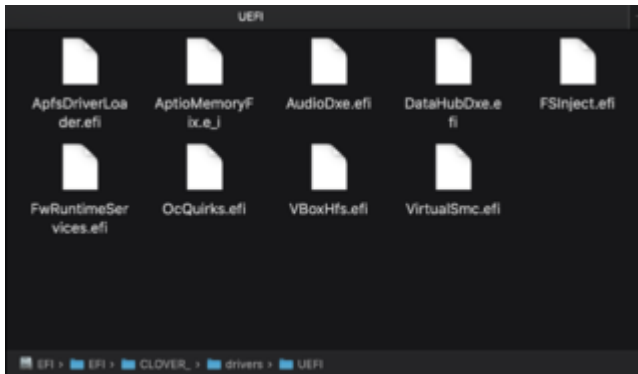 UEFI
ApfsDriverLoa AptioMemoryF AudioDxe.efi DataHubDxe.e FSInject.efi
der.efi ix.e_i fi
FwRuntimeSer OcQuirks.efi VBoxHfs.efi VirtualSmc.efi
vices.efi
EFI › EFI › CLOVER_ › drivers › UEFI